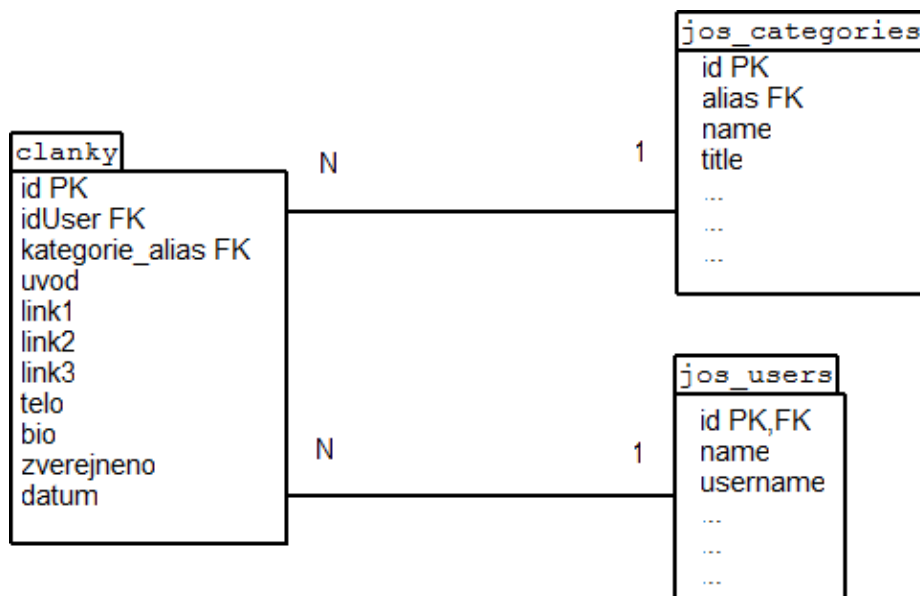 clanky
id PK
idUser FK
kategorie_alias FK
uvod
link1
link2
link3
telo
bio
zverejneno
datum
N
1
N
1
jos_categories
id PK
alias FK
name
title
...
...
...
jos_users
id PK,FK
name
username
...
...
...